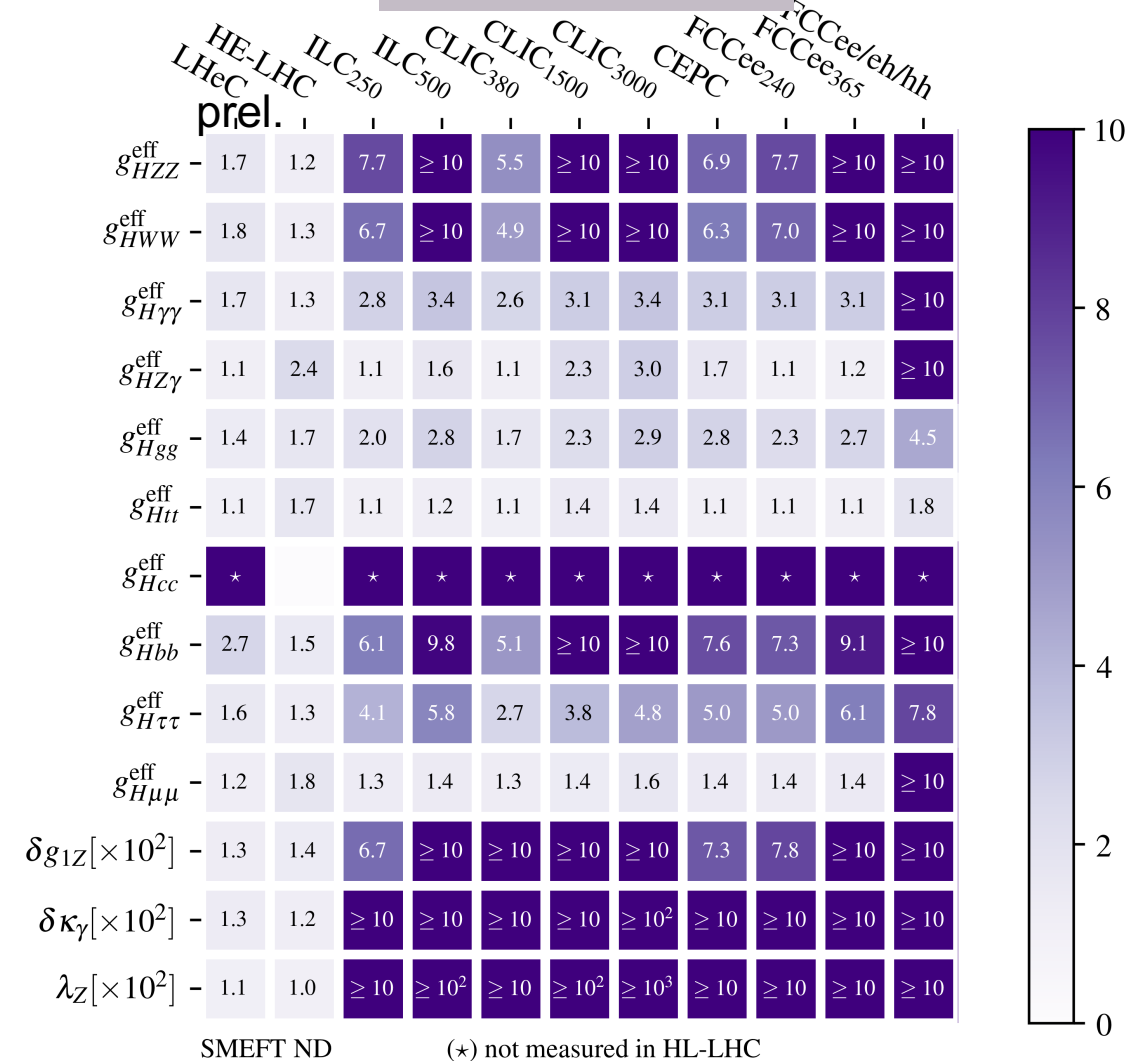 LHeC HE-LHC ILC250 ILC500 CLIC380 CLIC1500 CLIC3000 CEPC FCCee240 FCCee365 FCCee/eh/hh
prel.
g^eff_HZZ 1.7 1.2 7.7 ≥ 10 5.5 ≥ 10 ≥ 10 6.9 7.7 ≥ 10 ≥ 10
g^eff_HWW 1.8 1.3 6.7 ≥ 10 4.9 ≥ 10 ≥ 10 6.3 7.0 ≥ 10 ≥ 10
g^eff_Hγγ 1.7 1.3 2.8 3.4 2.6 3.1 3.4 3.1 3.1 3.1 ≥ 10
g^eff_HZγ 1.1 2.4 1.1 1.6 1.1 2.3 3.0 1.7 1.1 1.2 ≥ 10
g^eff_Hgg 1.4 1.7 2.0 2.8 1.7 2.3 2.9 2.8 2.3 2.7 4.5
g^eff_Htt 1.1 1.7 1.1 1.2 1.1 1.4 1.4 1.1 1.1 1.1 1.8
g^eff_Hcc ⋆ ⋆ ⋆ ⋆ ⋆ ⋆ ⋆ ⋆ ⋆ ⋆
g^eff_Hbb 2.7 1.5 6.1 9.8 5.1 ≥ 10 ≥ 10 7.6 7.3 9.1 ≥ 10
g^eff_Hττ 1.6 1.3 4.1 5.8 2.7 3.8 4.8 5.0 5.0 6.1 7.8
g^eff_Hμμ 1.2 1.8 1.3 1.4 1.3 1.4 1.6 1.4 1.4 1.4 ≥ 10
δg1Z[×10²] 1.3 1.4 6.7 ≥ 10 ≥ 10 ≥ 10 ≥ 10 7.3 7.8 ≥ 10 ≥ 10
δκγ[×10²] 1.3 1.2 ≥ 10 ≥ 10 ≥ 10 ≥ 10 ≥ 10² ≥ 10 ≥ 10 ≥ 10 ≥ 10
λZ[×10²] 1.1 1.0 ≥ 10 ≥ 10² ≥ 10 ≥ 10² ≥ 10³ ≥ 10 ≥ 10 ≥ 10 ≥ 10
SMEFT ND (⋆) not measured in HL-LHC
10
8
6
4
2
0